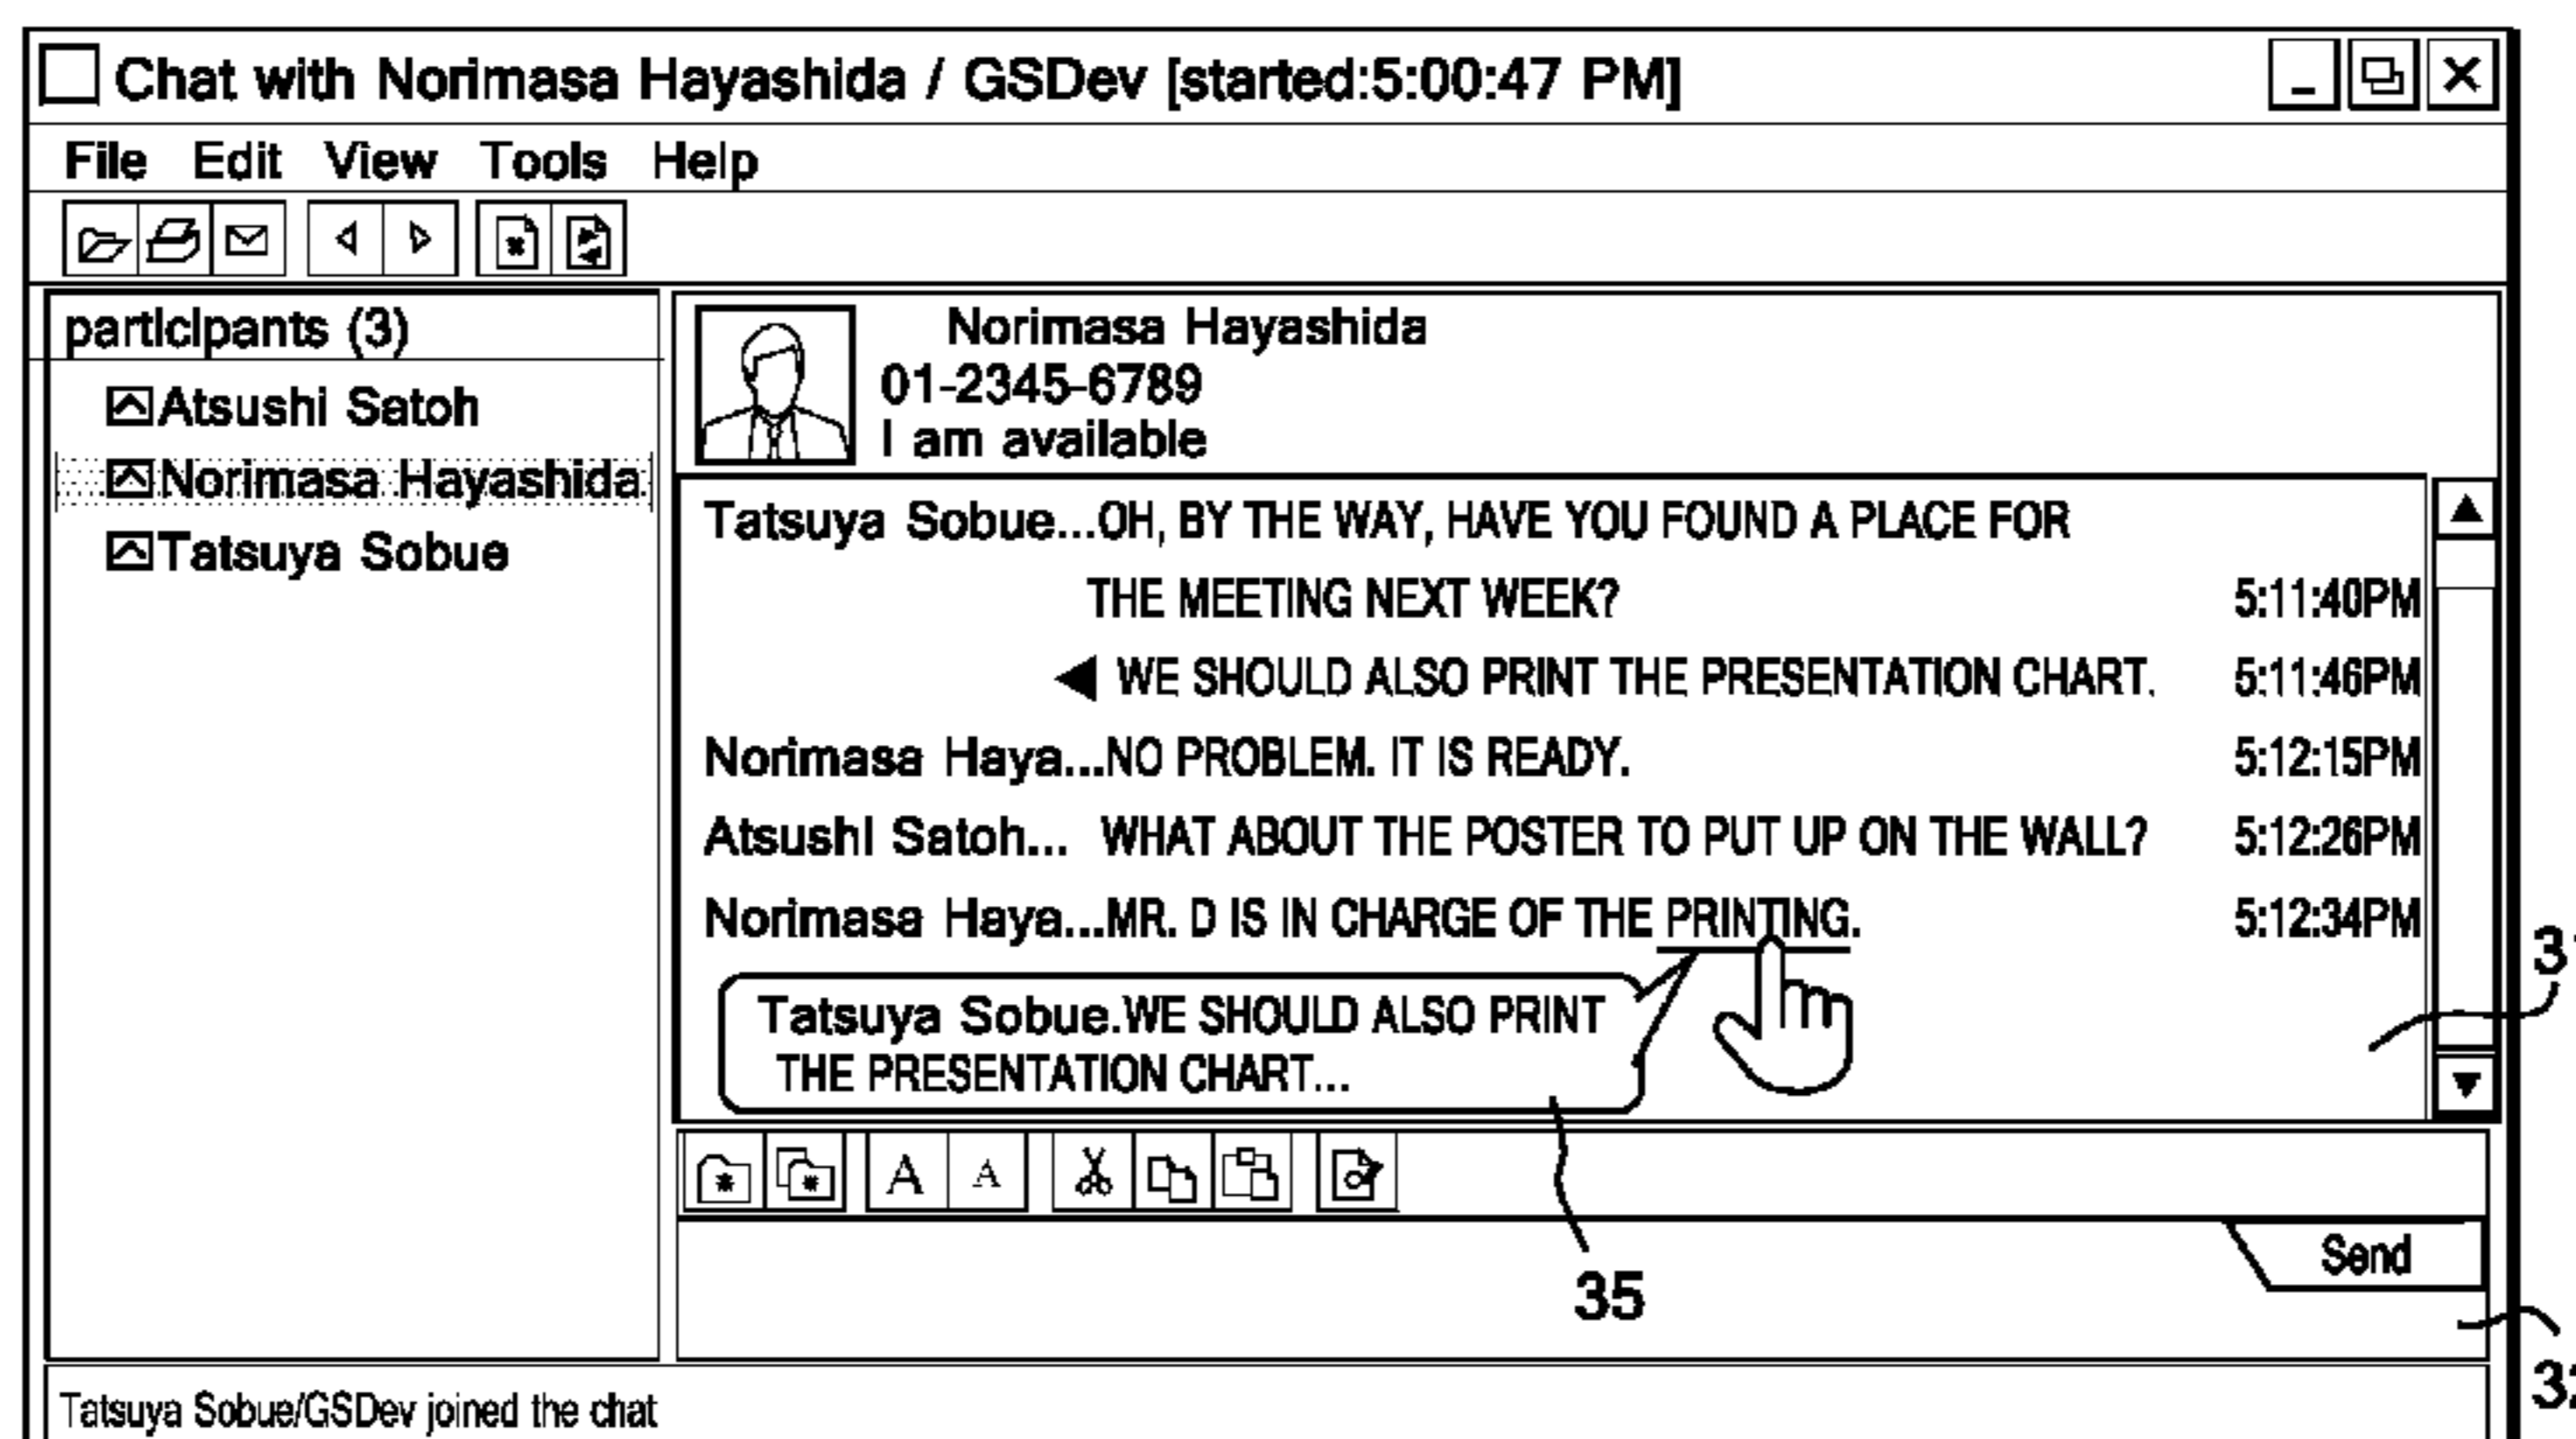 Chat with Norimasa Hayashida / GSDev [started:5:00:47 PM]
File Edit View Tools Help
participants (3)
Atsushi Satoh
Norimasa Hayashida
Tatsuya Sobue
Norimasa Hayashida
01-2345-6789
I am available
Tatsuya Sobue...OH, BY THE WAY, HAVE YOU FOUND A PLACE FOR
THE MEETING NEXT WEEK? 5:11:40PM
◀ WE SHOULD ALSO PRINT THE PRESENTATION CHART. 5:11:46PM
Norimasa Haya...NO PROBLEM. IT IS READY. 5:12:15PM
Atsushi Satoh... WHAT ABOUT THE POSTER TO PUT UP ON THE WALL? 5:12:26PM
Norimasa Haya...MR. D IS IN CHARGE OF THE PRINTING. 5:12:34PM
Tatsuya Sobue.WE SHOULD ALSO PRINT
THE PRESENTATION CHART...
A A
Send
35
Tatsuya Sobue/GSDev joined the chat